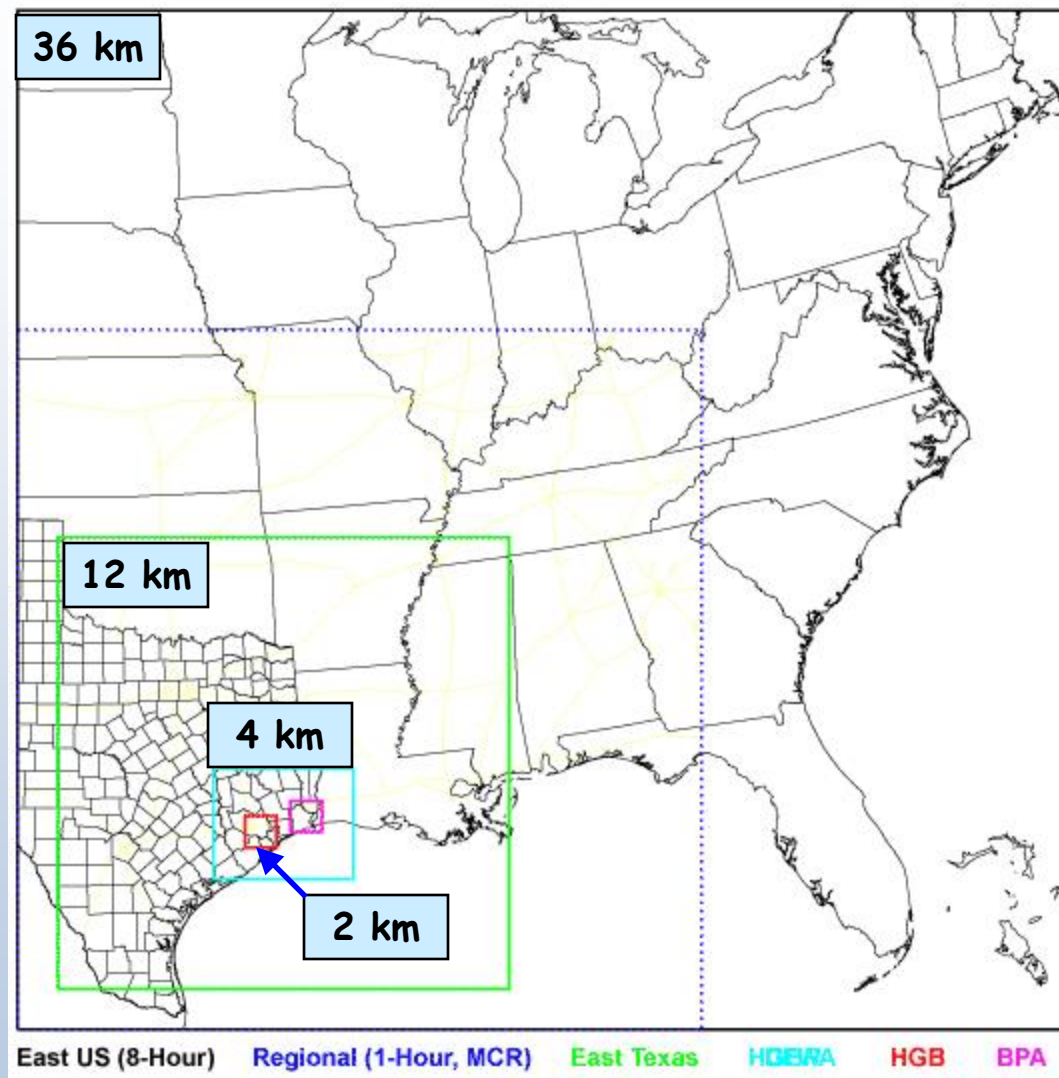 36 km
12 km
4 km
2 km
East US (8-Hour) Regional (1-Hour, MCR) East Texas HGB BPA